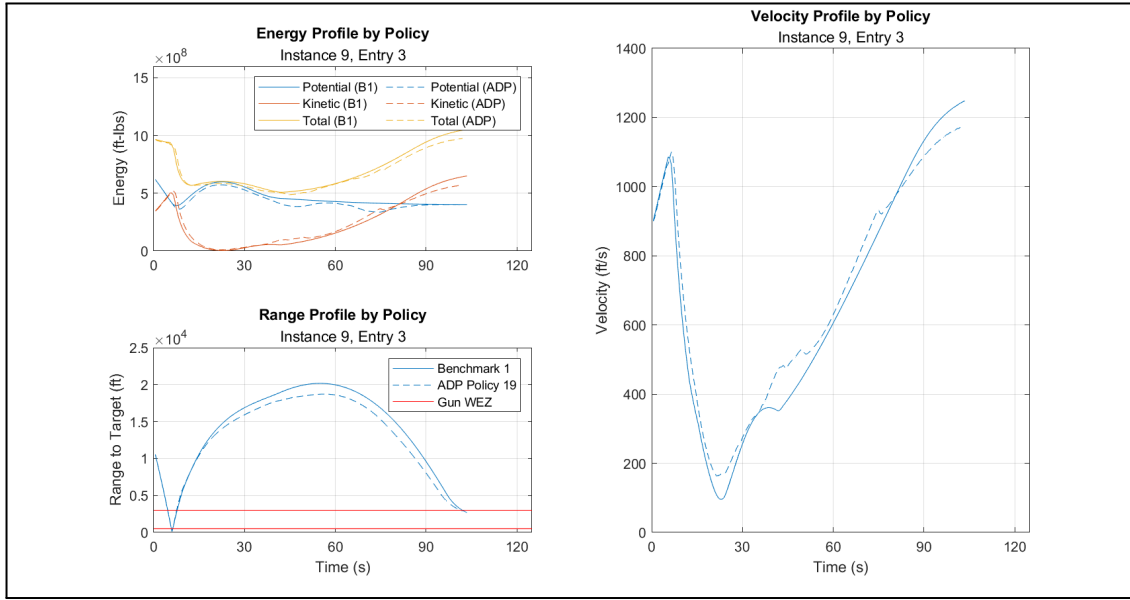 Energy Profile by Policy
Instance 9, Entry 3
×10^8
15
10
5
0
Energy (ft-lbs)
Potential (B1)
Kinetic (B1)
Total (B1)
Potential (ADP)
Kinetic (ADP)
Total (ADP)
0 30 60 90 120
Range Profile by Policy
Instance 9, Entry 3
×10^4
2.5
2
1.5
1
0.5
0
Range to Target (ft)
Benchmark 1
ADP Policy 19
Gun WEZ
0 30 60 90 120
Time (s)
Velocity Profile by Policy
Instance 9, Entry 3
1400
1200
1000
800
600
400
200
0
Velocity (ft/s)
0 30 60 90 120
Time (s)